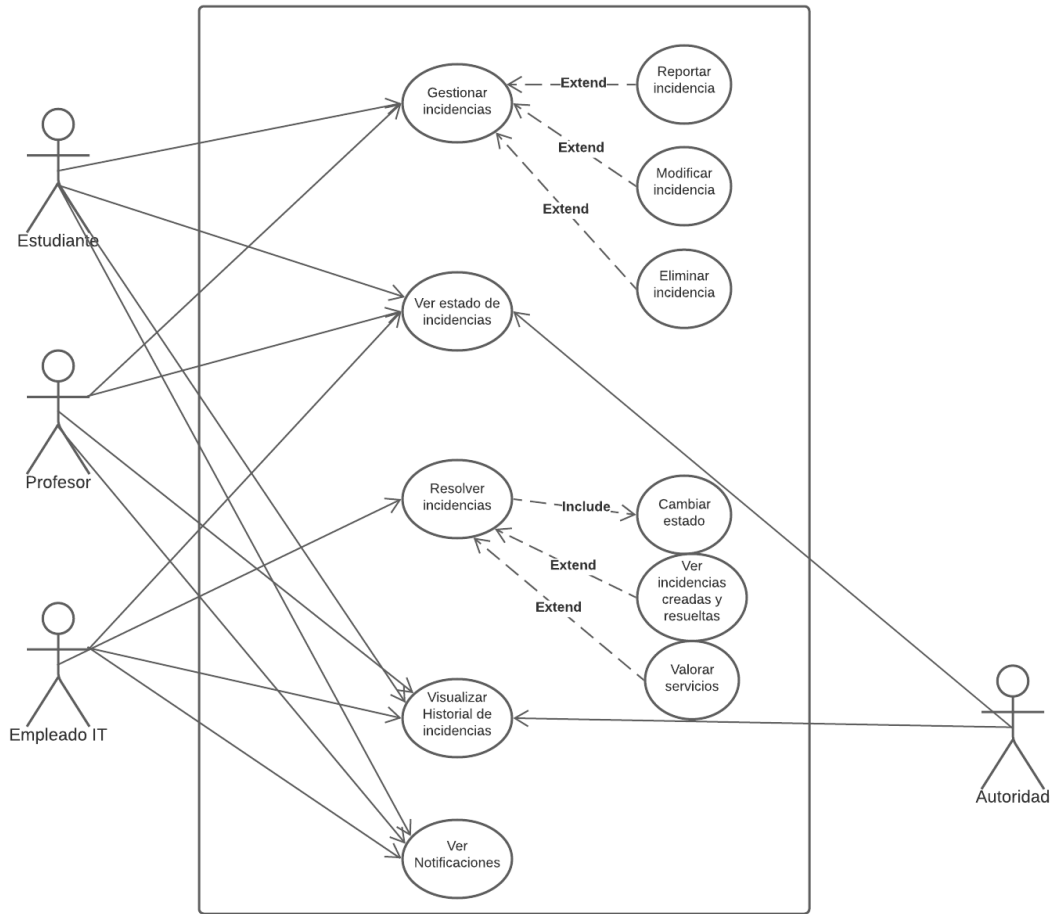 Gestionar
incidencias
Extend
Reportar
incidencia
Extend
Modificar
incidencia
Extend
Eliminar
incidencia
Estudiante
Ver estado de
incidencias
Profesor
Resolver
incidencias
Include
Cambiar
estado
Extend
Ver
incidencias
creadas y
resueltas
Extend
Valorar
servicios
Empleado IT
Visualizar
Historial de
incidencias
Autoridad
Ver
Notificaciones